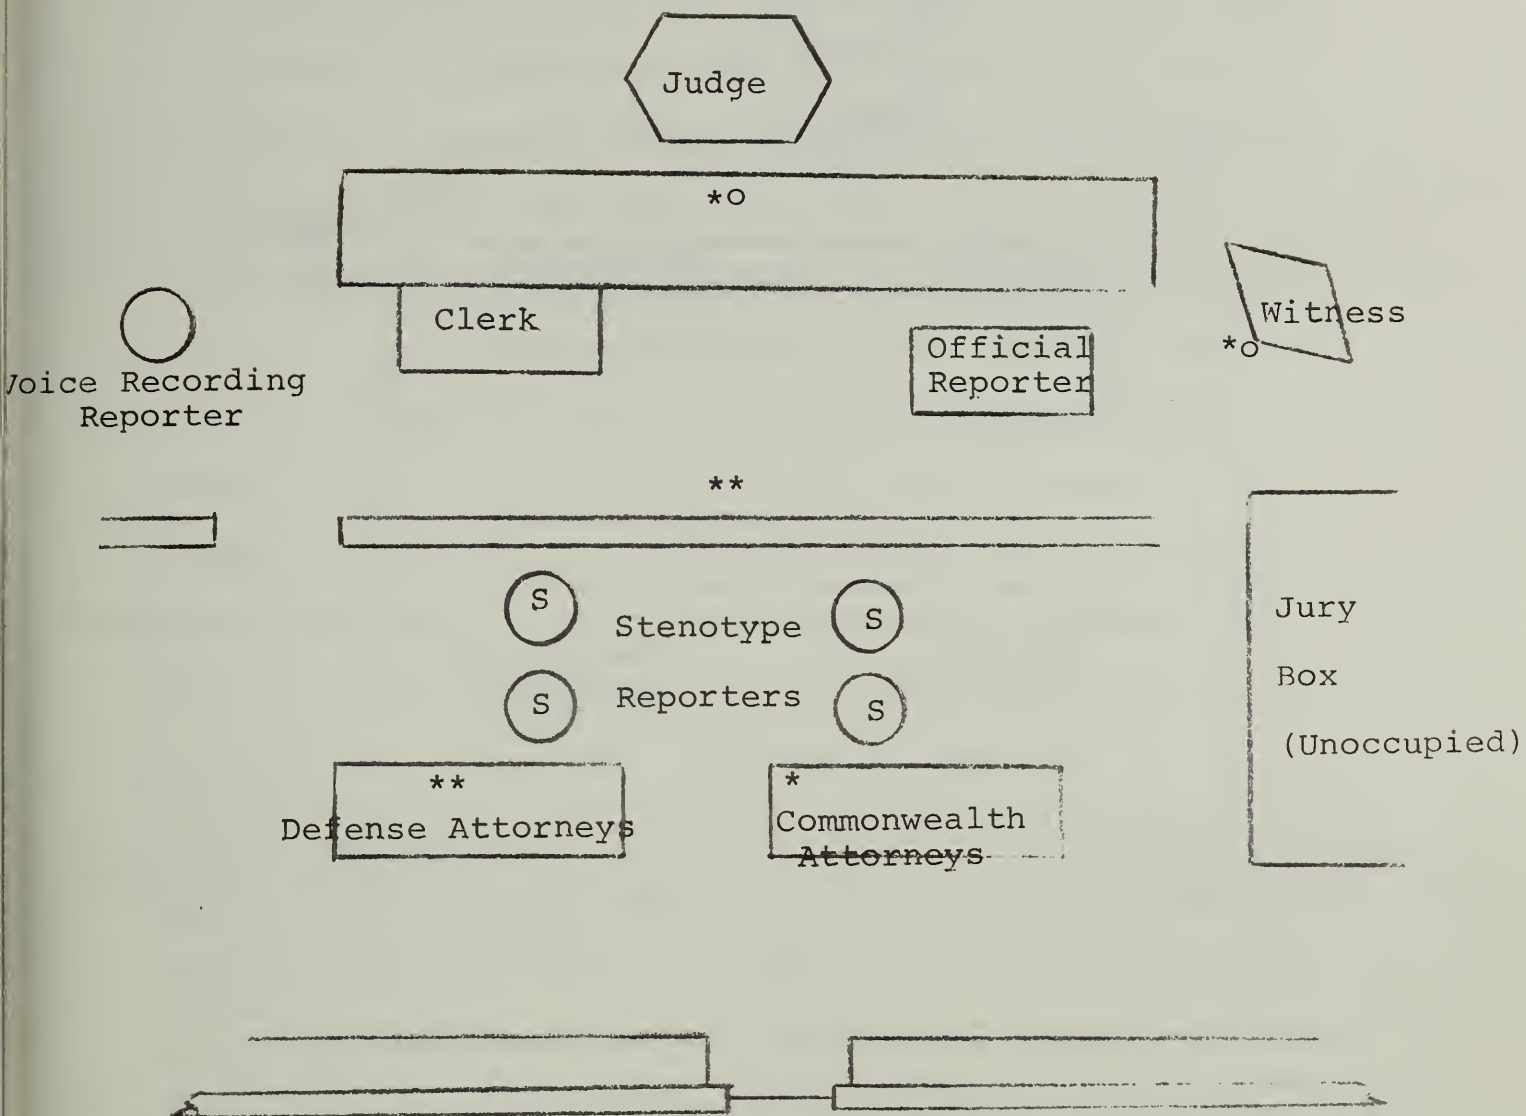 Judge
*o
Clerk
Witness
*o
Official
Reporter
Voice Recording
Reporter
**
S
S
Stenotype
S
S
Reporters
Jury
Box
(Unoccupied)
**
Defense Attorneys
*
Commonwealth
Attorneys